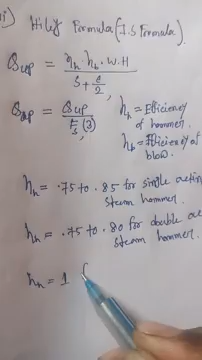 ii) Hiley Formula (I.S Formula).
Qup = ηh · ηb · W · H / S + C/2
Qap = Qup / Fs (3)
ηh = Efficiency of hammer.
ηb = Efficiency of blow.
ηh = .75 to .85 for single acting steam hammer.
ηh = .75 to .80 for double steam hammer.
ηh = 1